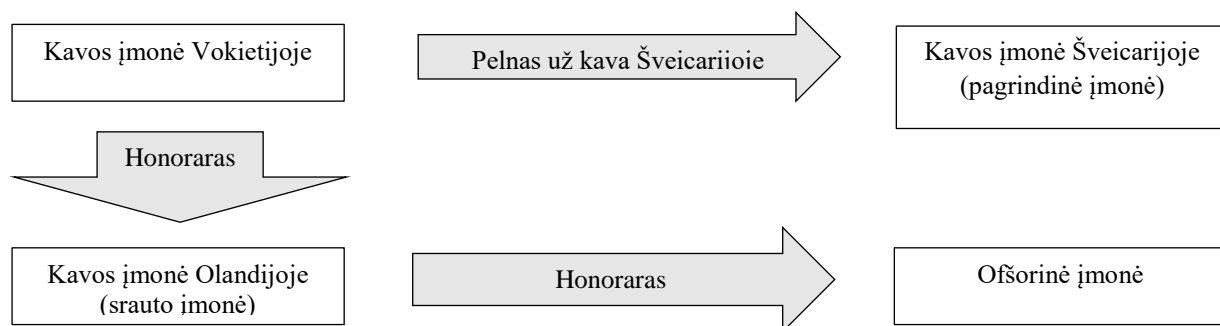 Kavos įmonė Vokietijoje
Pelnas už kava Šveicarijoje
Kavos įmonė Šveicarijoje
(pagrindinė įmonė)
Honoraras
Kavos įmonė Olandijoje
(srauto įmonė)
Honoraras
Ofšorinė įmonė